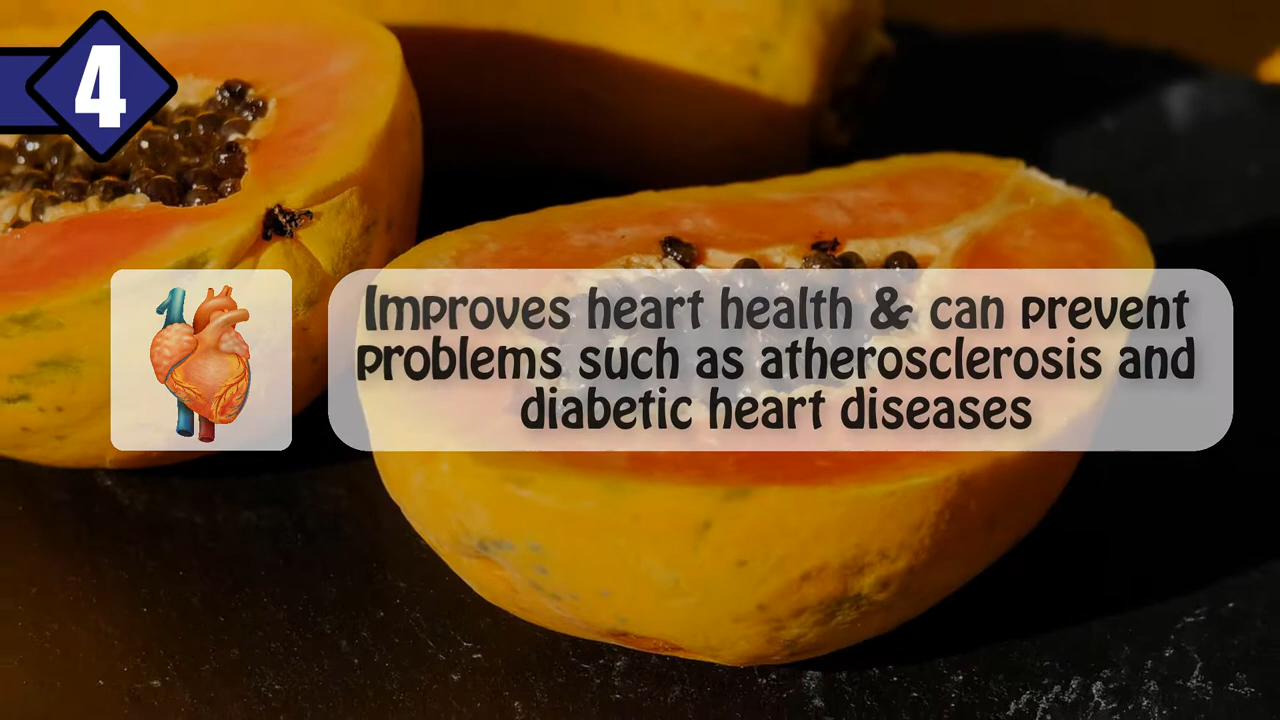 4
Improves heart health & can prevent
problems such as atherosclerosis and
diabetic heart diseases